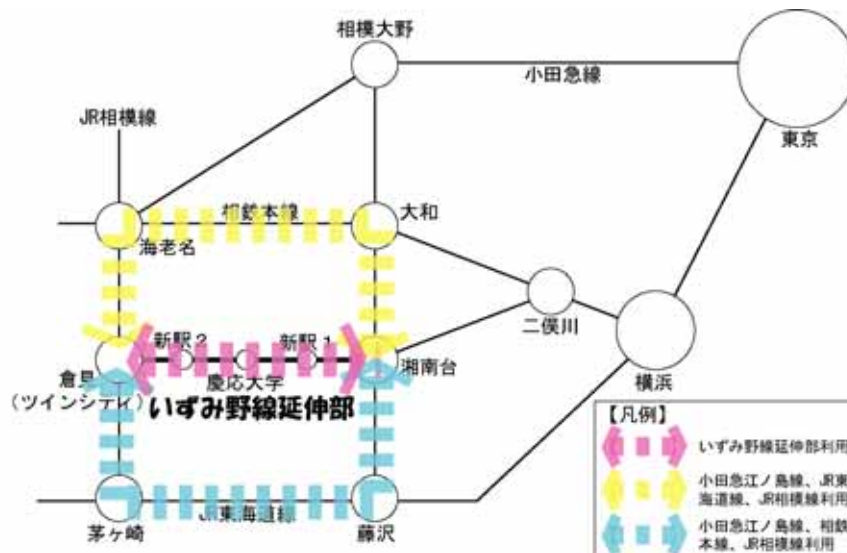 相模大野
小田急線
東京
JR相模線
相鉄本線
大和
海老名
二俣川
横浜
新駅2
新駅1
慶応大学
湘南台
倉見
(ツインシティ)
いずみ野線延伸部
JR東海道線
茅ヶ崎
藤沢
【凡例】
いずみ野線延伸部利用
小田急江ノ島線、JR東
海道線、JR相模線利用
小田急江ノ島線、相鉄
本線、JR相模線利用